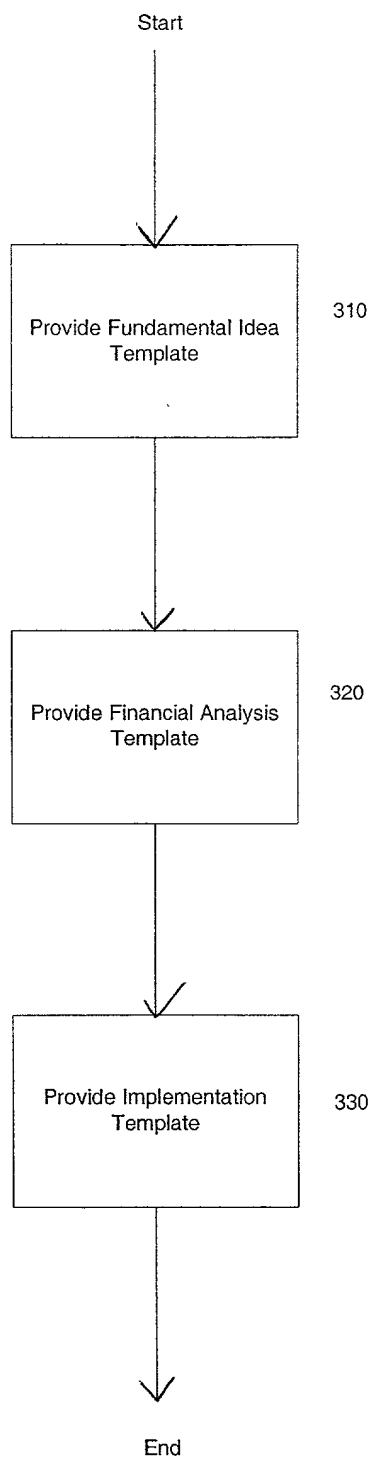 Start
Provide Fundamental Idea
Template
310
Provide Financial Analysis
Template
320
Provide Implementation
Template
330
End